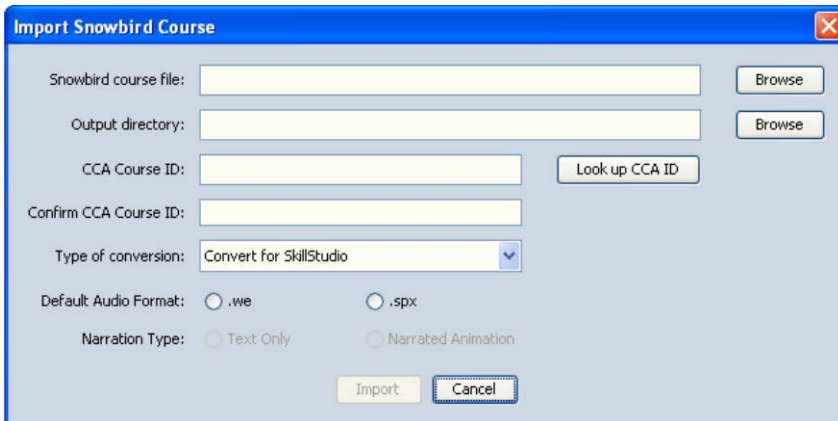 Import Snowbird Course
Snowbird course file: Browse
Output directory: Browse
CCA Course ID: Look up CCA ID
Confirm CCA Course ID:
Type of conversion: Convert for SkillStudio
Default Audio Format: .we .spx
Narration Type: Text Only Narrated Animation
Import Cancel